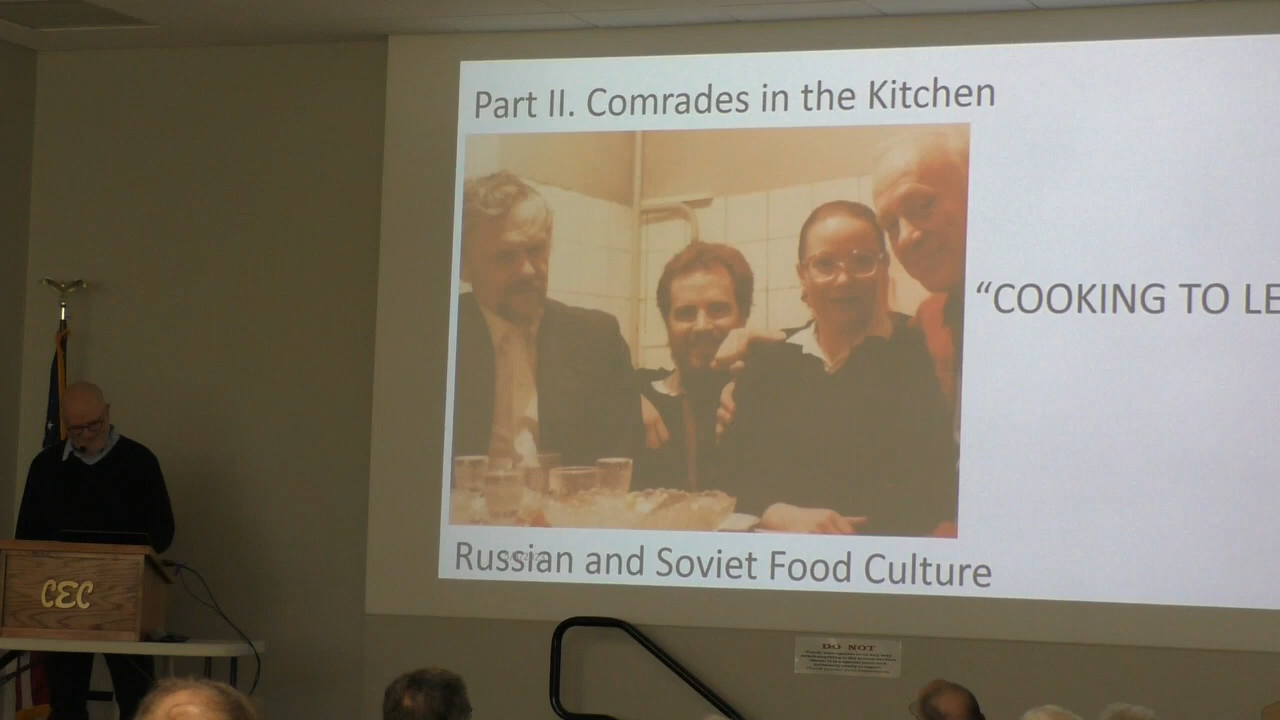 Part II. Comrades in the Kitchen
“COOKING TO LE
Russian and Soviet Food Culture
CEC
DO NOT